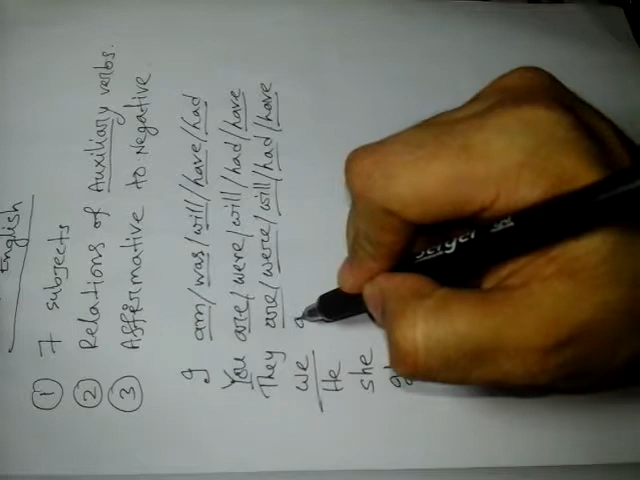 English
① 7 subjects
② Relations of Auxiliary verbs.
③ Affirmative to Negative
I am/was/will/have/had
You are/were/will/had/have
They are/were/will/had/have
We a
He
she